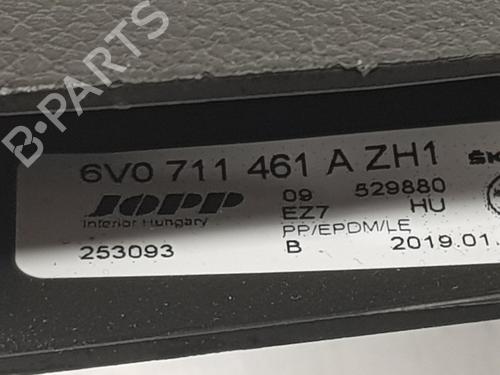 B-PARTS
6V0 711 461 A ZH1
JOPP
Interior Hungary
253093
09 529880
EZ7 HU
PP/EPDM/LE
B 2019.01.